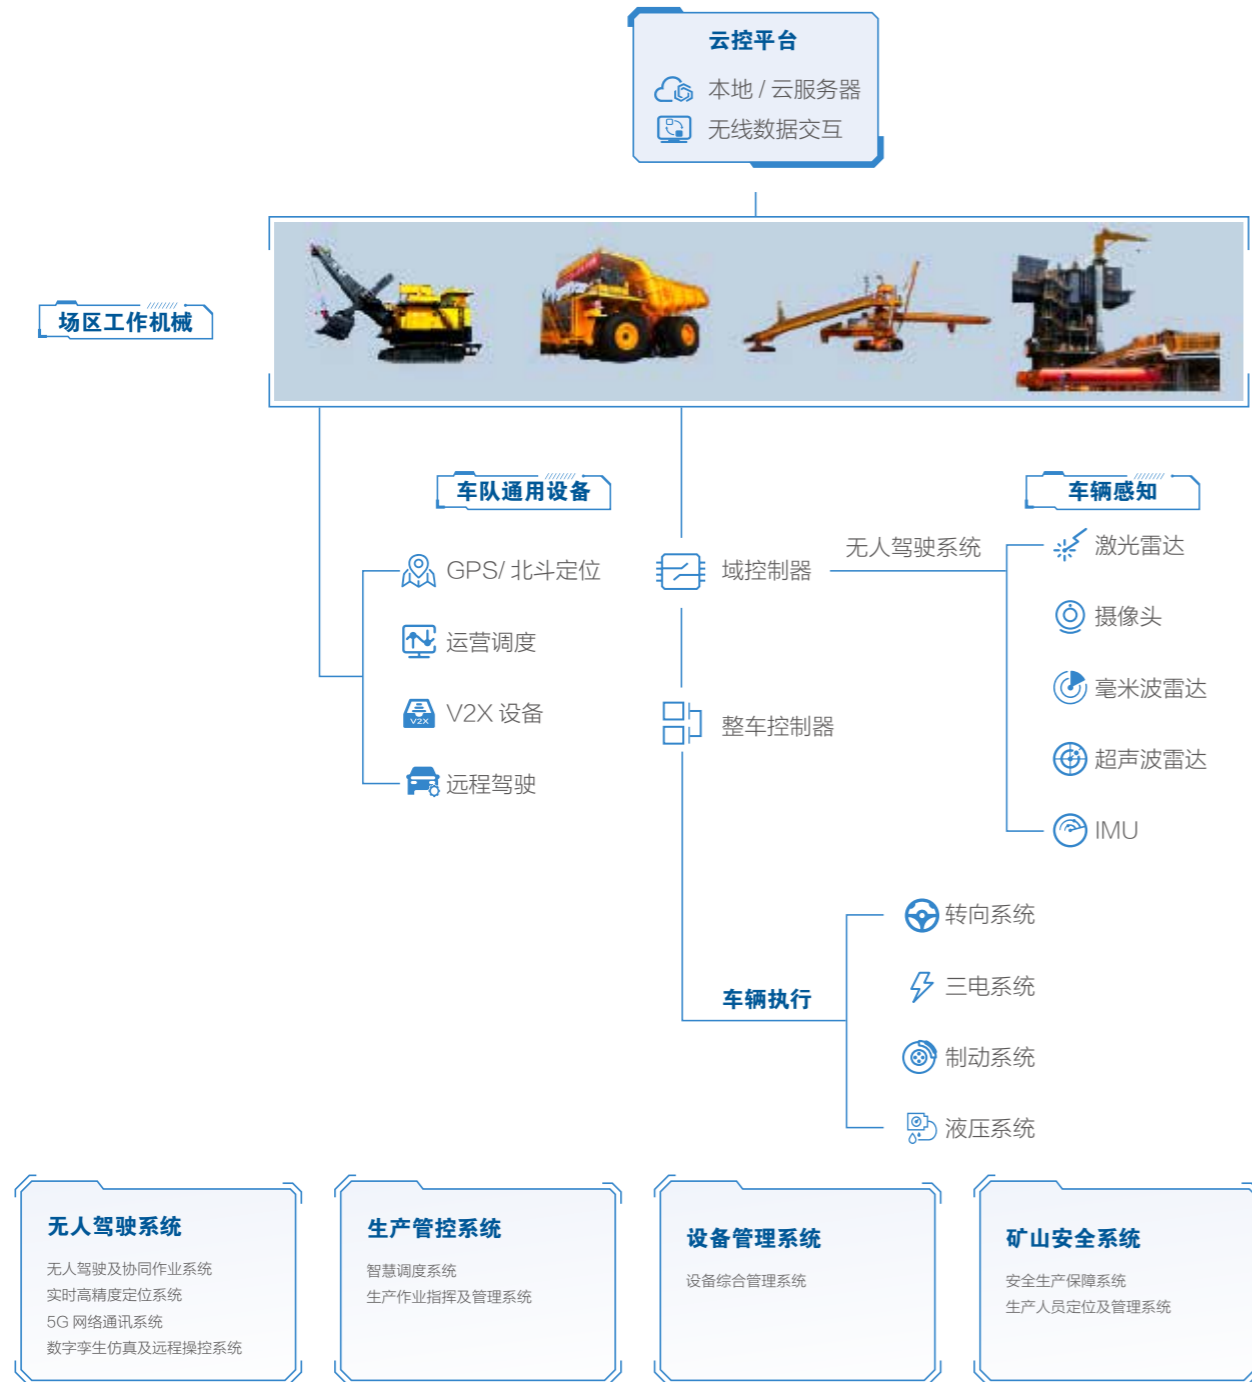 云控平台
本地 / 云服务器
无线数据交互
场区工作机械
车队通用设备
GPS/ 北斗定位
运营调度
V2X
V2X 设备
远程驾驶
域控制器
整车控制器
无人驾驶系统
车辆感知
激光雷达
摄像头
毫米波雷达
超声波雷达
IMU
车辆执行
转向系统
三电系统
制动系统
液压系统
无人驾驶系统
无人驾驶及协同作业系统
实时高精度定位系统
5G 网络通讯系统
数字孪生仿真及远程操控系统
生产管控系统
智慧调度系统
生产作业指挥及管理系统
设备管理系统
设备综合管理系统
矿山安全系统
安全生产保障系统
生产人员定位及管理系统